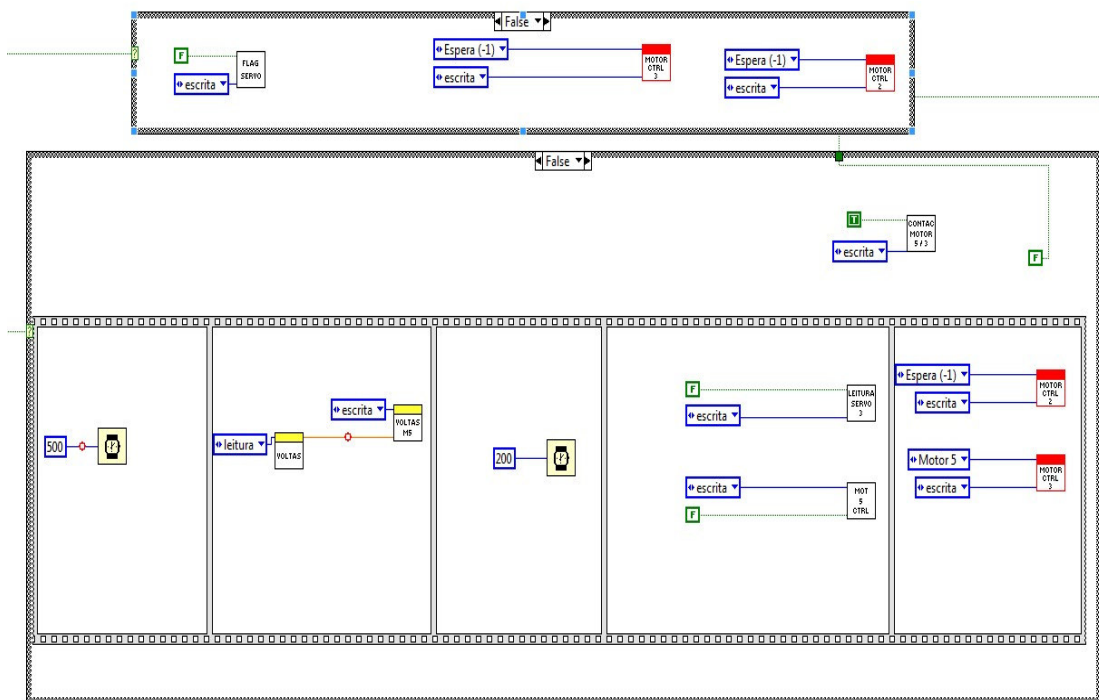 False
F
FLAG
SERVO
escrita
Espera (-1)
escrita
MOTOR
CTRL
3
Espera (-1)
escrita
MOTOR
CTRL
2
?
False
T
escrita
CONTAC
MOTOR
5 / 3
F
?
500
leitura
VOLTAS
escrita
VOLTAS
M5
200
F
escrita
LEITURA
SERVO
3
escrita
F
MOT
5
CTRL
Espera (-1)
escrita
MOTOR
CTRL
2
Motor 5
escrita
MOTOR
CTRL
3